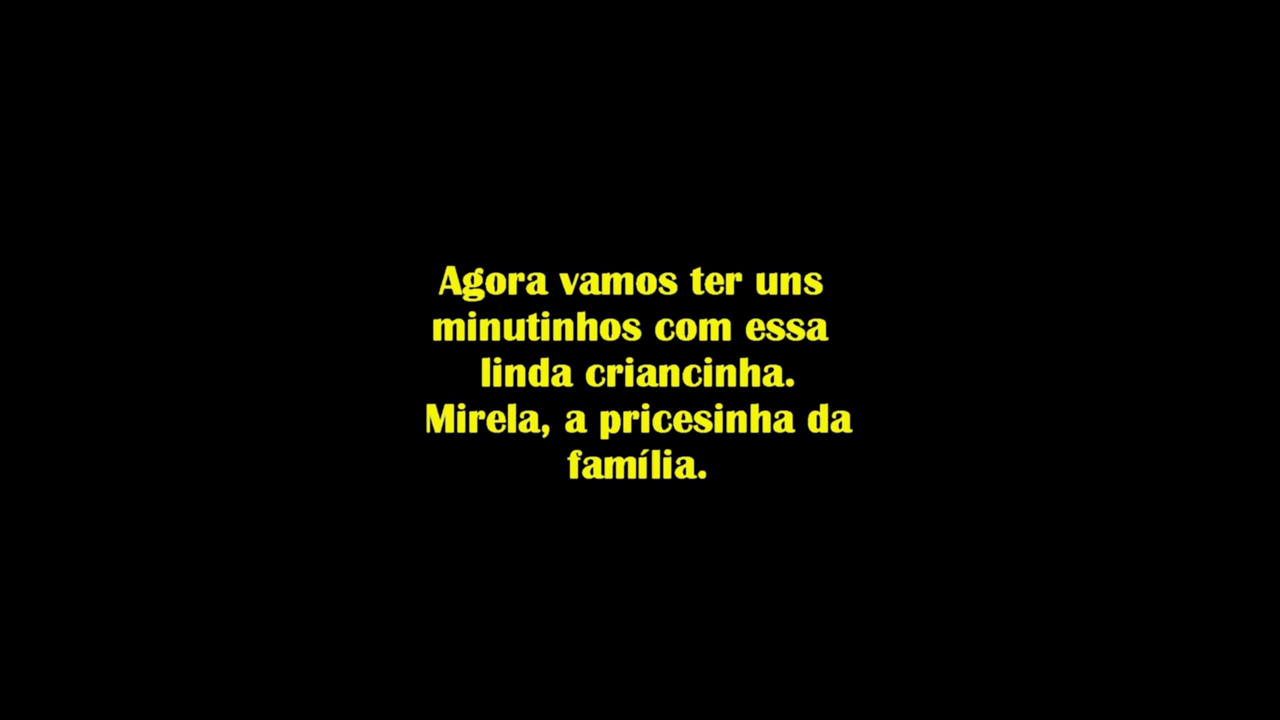 Agora vamos ter uns
minutinhos com essa
linda criancinha.
Mirela, a pricesinha da
família.